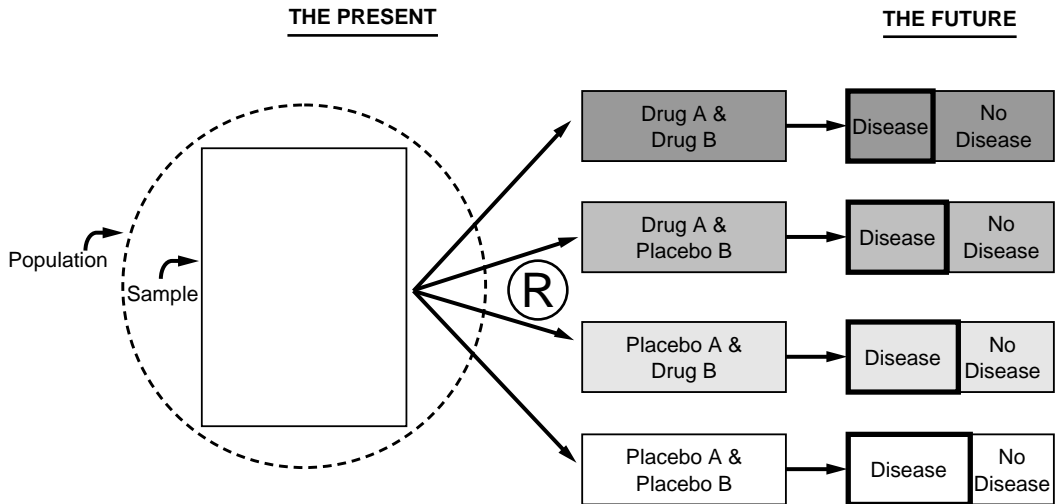 THE PRESENT
THE FUTURE
Population
Sample
R
Drug A &
Drug B
Disease
No
Disease
Drug A &
Placebo B
Disease
No
Disease
Placebo A &
Drug B
Disease
No
Disease
Placebo A &
Placebo B
Disease
No
Disease